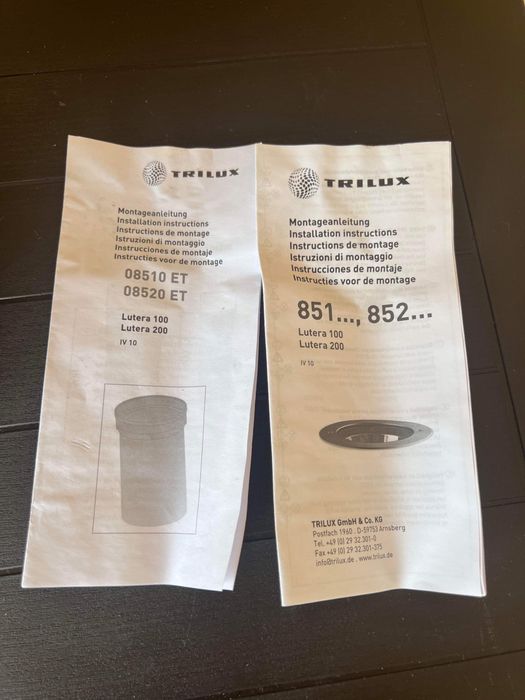 TRILUX
Montageanleitung
Installation instructions
Instructions de montage
Istruzioni di montaggio
Instrucciones de montaje
Instructies voor de montage
08510 ET
08520 ET
Lutera 100
Lutera 200
IV 10
TRILUX
Montageanleitung
Installation instructions
Instructions de montage
Istruzioni di montaggio
Instrucciones de montaje
Instructies voor de montage
851..., 852...
Lutera 100
Lutera 200
IV 10
TRILUX GmbH & Co. KG
Postfach 1960 . D-59753 Arnsberg
Tel. +49 (0) 29 32.301-0
Fax +49 (0) 29 32.301-375
info@trilux.de . www.trilux.de